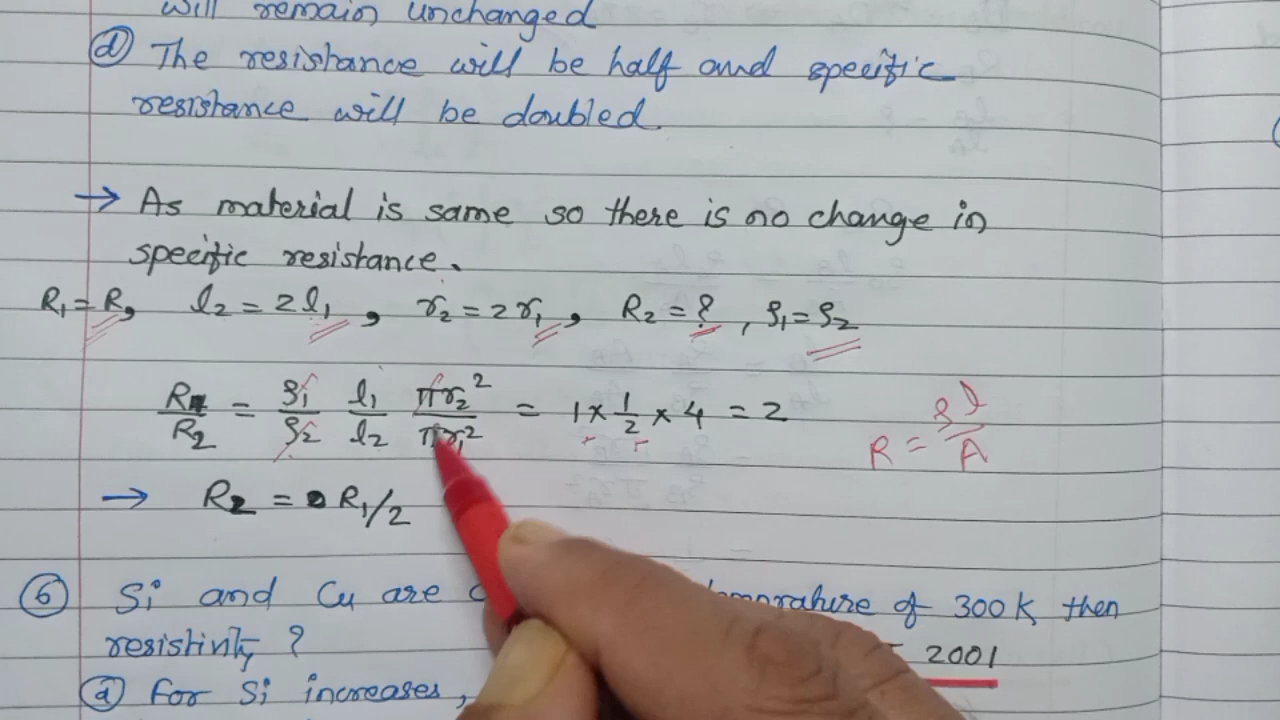 will remain unchanged
(d) The resistance will be half and specific
resistance will be doubled.
→ As material is same so there is no change in
specific resistance.
R₁ = R, l₂ = 2l₁, r₂ = 2r₁, R₂ = ?, ρ₁ = ρ₂
R₁/R₂ = ρ₁/ρ₂ l₁/l₂ πr₂²/πr₁² = 1 × 1/2 × 4 = 2
R = ρl/A
→ R₂ = R₁/2
(6) Si and Cu are of 300 K then
resistivity ? 2001
(a) For Si increases,